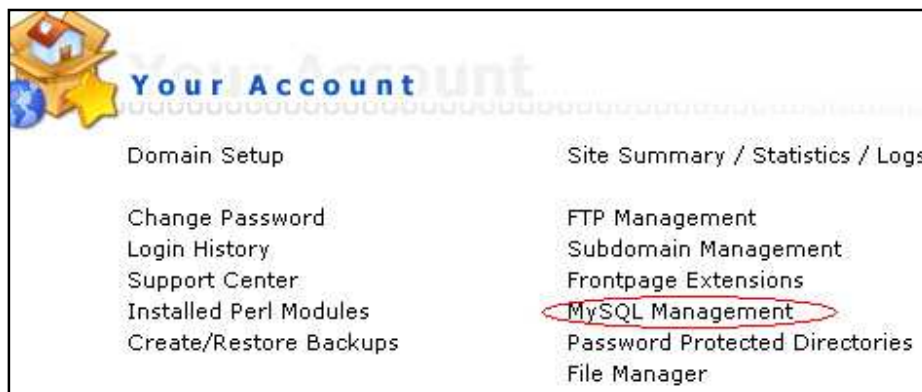 Your Account
Domain Setup
Change Password
Login History
Support Center
Installed Perl Modules
Create/Restore Backups
Site Summary / Statistics / Logs
FTP Management
Subdomain Management
Frontpage Extensions
MySQL Management
Password Protected Directories
File Manager